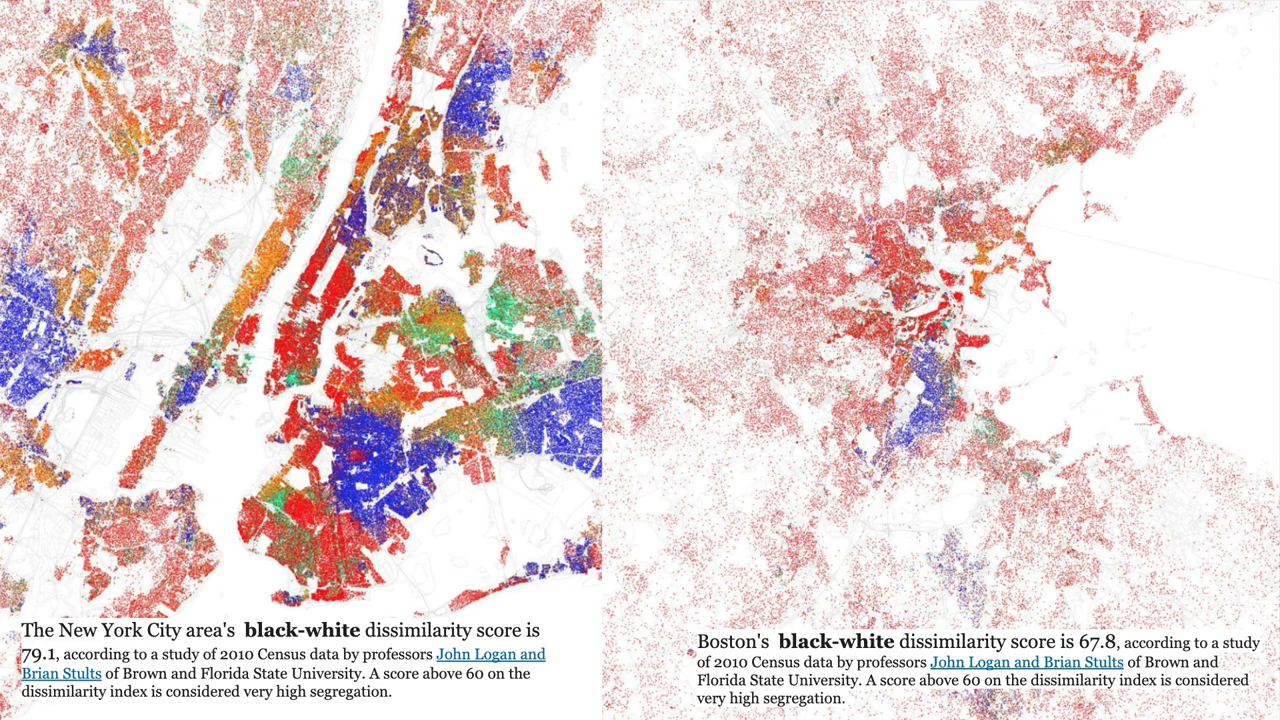 The New York City area's black-white dissimilarity score is
79.1, according to a study of 2010 Census data by professors John Logan and
Brian Stults of Brown and Florida State University. A score above 60 on the
dissimilarity index is considered very high segregation.
Boston's black-white dissimilarity score is 67.8, according to a study
of 2010 Census data by professors John Logan and Brian Stults of Brown and
Florida State University. A score above 60 on the dissimilarity index is considered
very high segregation.